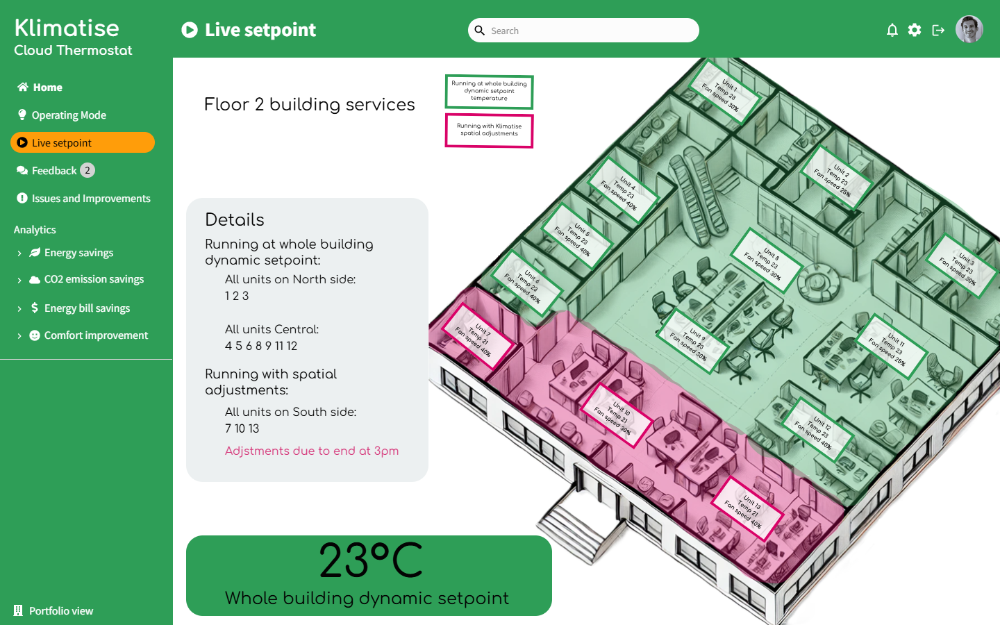 Klimatise
Cloud Thermostat
Home
Operating Mode
Live setpoint
Feedback 2
Issues and Improvements
Analytics
Energy savings
CO2 emission savings
Energy bill savings
Comfort improvement
Portfolio view
Live setpoint
Search
Floor 2 building services
Running at whole building
dynamic setpoint
temperature
Running with Klimatise
spatial adjustments
Details
Running at whole building
dynamic setpoint:
All units on North side:
1 2 3
All units Central:
4 5 6 8 9 11 12
Running with spatial
adjustments:
All units on South side:
7 10 13
Adjstments due to end at 3pm
23°C
Whole building dynamic setpoint
Unit 1
Temp 23
Fan speed 30%
Unit 2
Temp 23
Fan speed 25%
Unit 3
Temp 23
Fan speed 30%
Unit 4
Temp 23
Fan speed 40%
Unit 5
Temp 23
Fan speed 40%
Unit 6
Temp 23
Fan speed 40%
Unit 7
Temp 21
Fan speed 40%
Unit 8
Temp 23
Fan speed 30%
Unit 9
Temp 23
Fan speed 30%
Unit 10
Temp 21
Fan speed 30%
Unit 11
Temp 23
Fan speed 25%
Unit 12
Temp 23
Fan speed 40%
Unit 13
Temp 21
Fan speed 40%